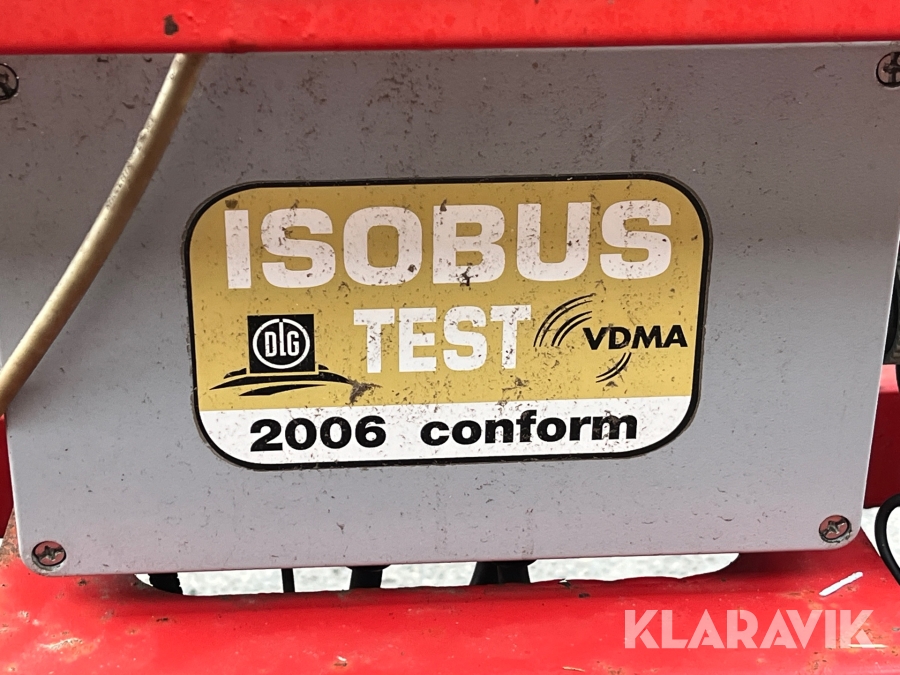 ISOBUS
DLG TEST VDMA
2006 conform
KLARAVIK